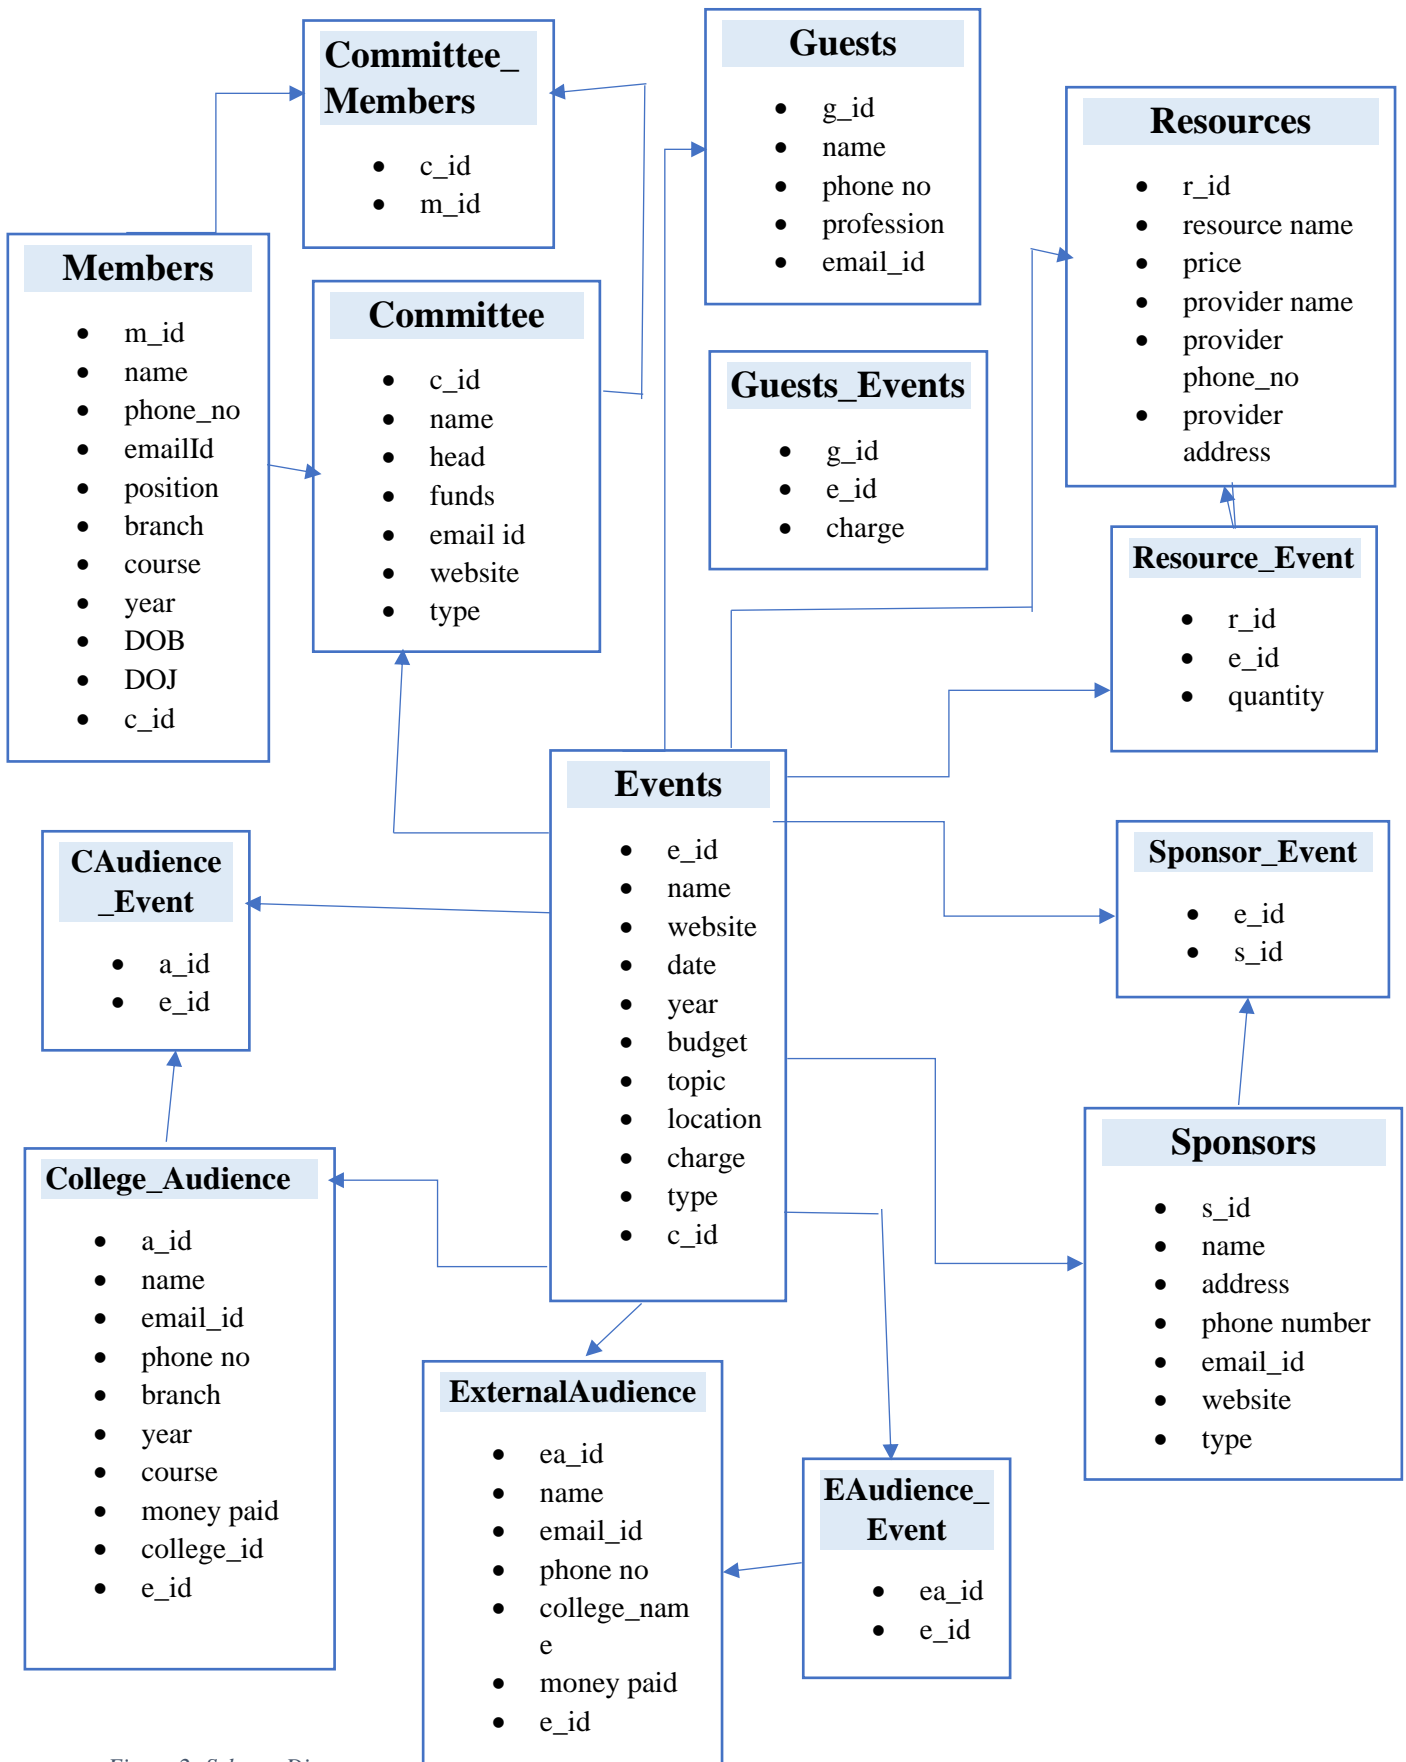 Committee_
Members
• c_id
• m_id
Guests
• g_id
• name
• phone no
• profession
• email_id
Resources
• r_id
• resource name
• price
• provider name
• provider
phone_no
• provider
address
Members
• m_id
• name
• phone_no
• emailId
• position
• branch
• course
• year
• DOB
• DOJ
• c_id
Committee
• c_id
• name
• head
• funds
• email id
• website
• type
Guests_Events
• g_id
• e_id
• charge
Resource_Event
• r_id
• e_id
• quantity
Events
• e_id
• name
• website
• date
• year
• budget
• topic
• location
• charge
• type
• c_id
CAudience
_Event
• a_id
• e_id
Sponsor_Event
• e_id
• s_id
College_Audience
• a_id
• name
• email_id
• phone no
• branch
• year
• course
• money paid
• college_id
• e_id
Sponsors
• s_id
• name
• address
• phone number
• email_id
• website
• type
ExternalAudience
• ea_id
• name
• email_id
• phone no
• college_nam
e
• money paid
• e_id
EAudience_
Event
• ea_id
• e_id